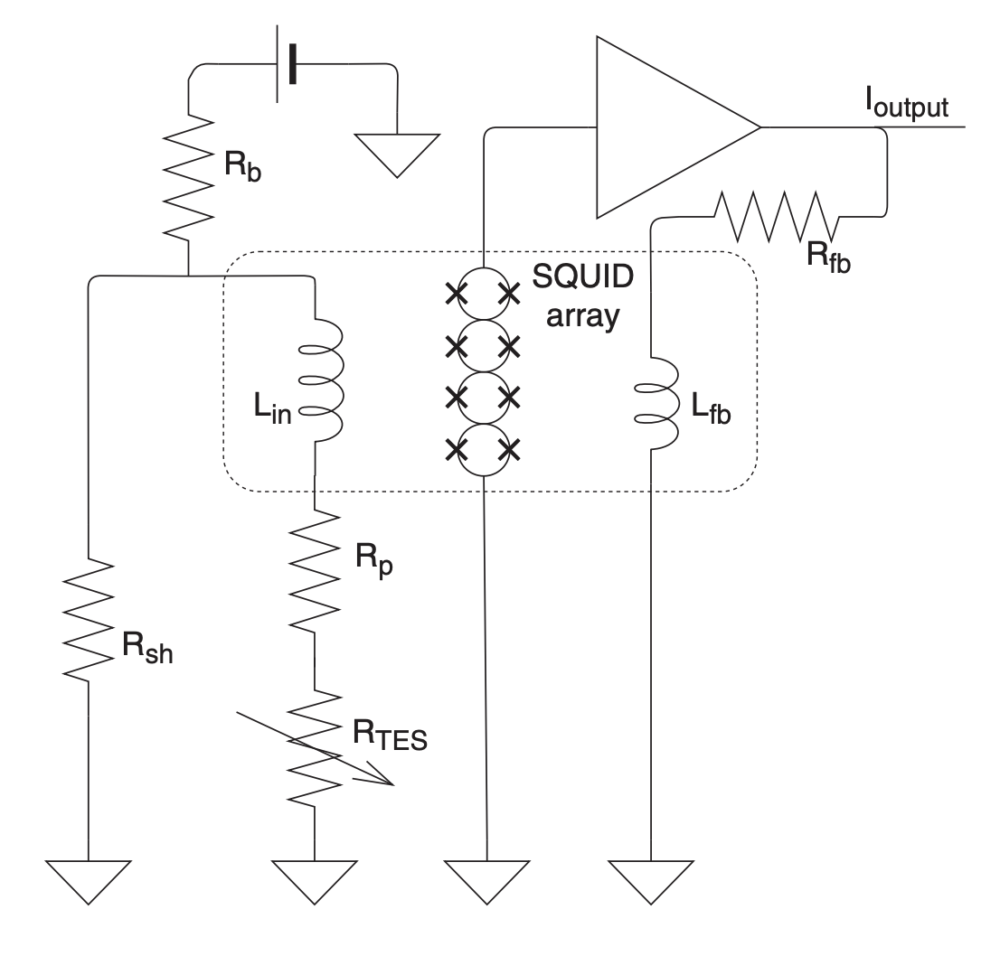 I_output
R_b
R_fb
SQUID
array
L_in
L_fb
R_p
R_sh
R_TES